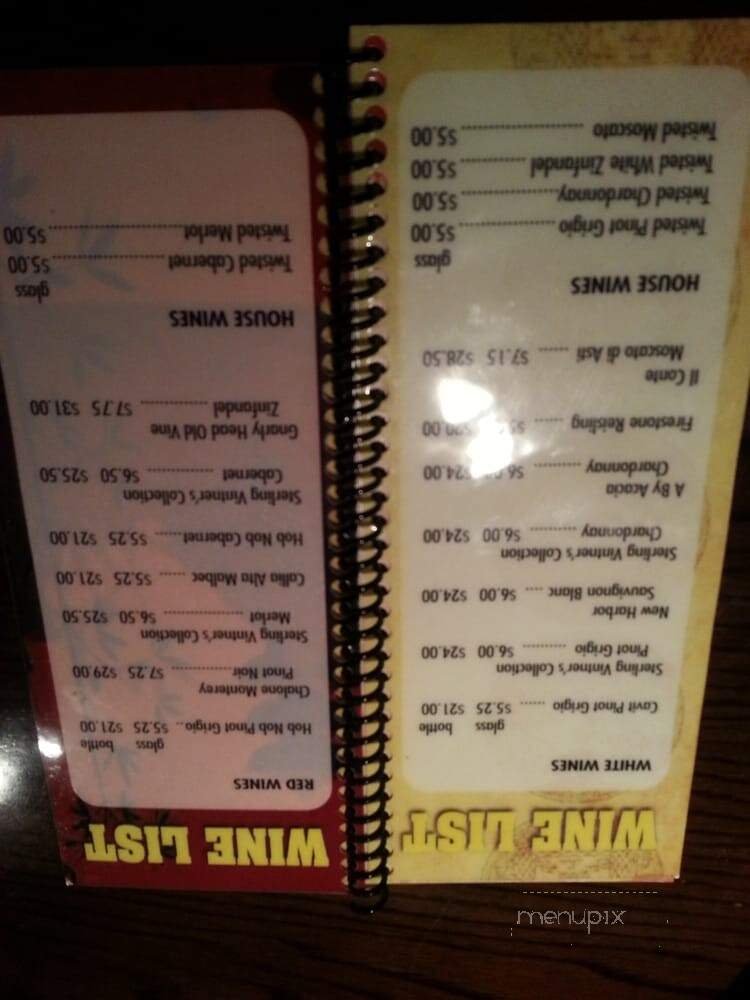 WINE LIST
WHITE WINES
glass bottle
Cavit Pinot Grigio ...... $5.25 $21.00
Sterling Vintner's Collection
Pinot Grigio .......... $6.00 $24.00
New Harbor
Sauvignon Blanc .... $6.00 $24.00
Sterling Vintner's Collection
Chardonnay .......... $6.00 $24.00
A By Acacia
Chardonnay .......... $24.00
Firestone Reisling ......
Il Conte
Moscato di Asti ...... $7.15 $28.50
HOUSE WINES
glass
Twisted Pinot Grigio .................. $5.00
Twisted Chardonnay.................. $5.00
Twisted White Zinfandel ............ $5.00
Twisted Moscato ....................... $5.00
WINE LIST
RED WINES
glass bottle
Hob Nob Pinot Grigio.. $5.25 $21.00
Chalone Monterey
Pinot Noir.............. $7.25 $29.00
Sterling Vintner's Collection
Merlot .................. $6.50 $25.50
Callia Alta Malbec ..... $5.25 $21.00
Hob Nob Cabernet...... $5.25 $21.00
Sterling Vintner's Collection
Cabernet ............... $6.50 $25.50
Gnarly Head Old Vine
Zinfandel ............... $7.75 $31.00
HOUSE WINES
glass
Twisted Cabernet ..................... $5.00
Twisted Merlot......................... $5.00
menupix